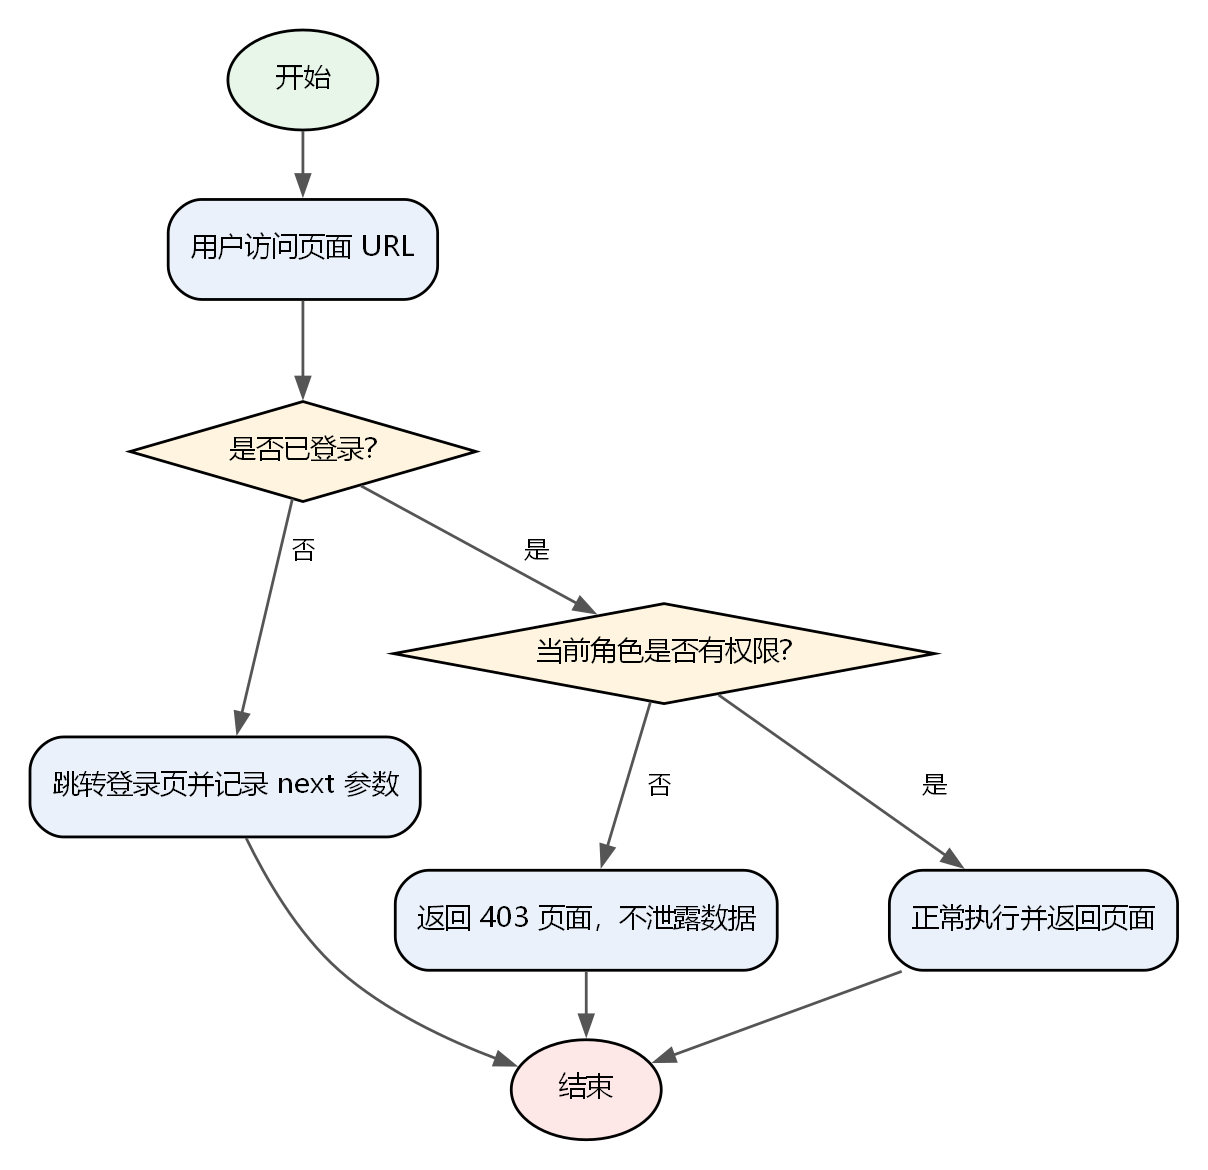 开始
用户访问页面 URL
是否已登录?
否
是
当前角色是否有权限?
跳转登录页并记录 next 参数
否
是
返回 403 页面，不泄露数据
正常执行并返回页面
结束